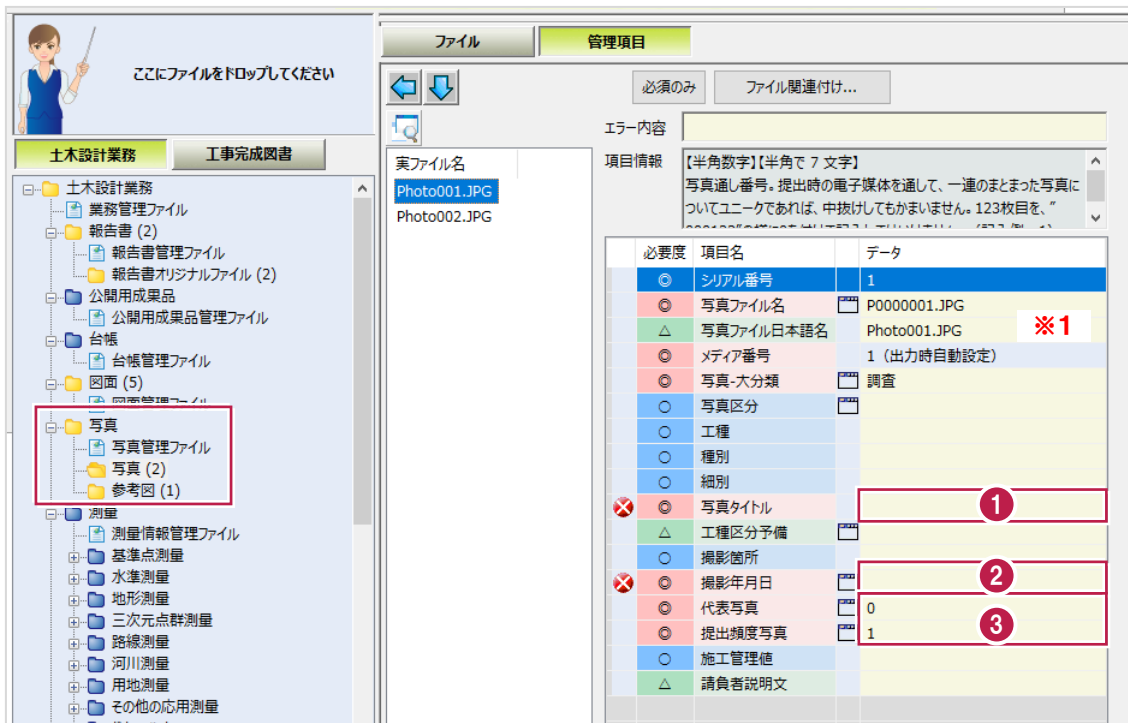 ここにファイルをドロップしてください
土木設計業務
工事完成図書
土木設計業務
業務管理ファイル
報告書 (2)
報告書管理ファイル
報告書オリジナルファイル (2)
公開用成果品
公開用成果品管理ファイル
台帳
台帳管理ファイル
図面 (5)
図面管理ファイル
写真
写真管理ファイル
写真 (2)
参考図 (1)
測量
測量情報管理ファイル
基準点測量
水準測量
地形測量
三次元点群測量
路線測量
河川測量
用地測量
その他の応用測量
ファイル
管理項目
必須のみ
ファイル関連付け...
エラー内容
実ファイル名
Photo001.JPG
Photo002.JPG
項目情報
【半角数字】【半角で 7 文字】
写真通し番号。提出時の電子媒体を通して、一連のまとまった写真に
ついてユニークであれば、中抜けしてもかまいません。123枚目を、"
必要度 項目名 データ
◎ シリアル番号 1
◎ 写真ファイル名 P0000001.JPG
△ 写真ファイル日本語名 Photo001.JPG ※1
◎ メディア番号 1 (出力時自動設定)
◎ 写真-大分類 調査
○ 写真区分
○ 工種
○ 種別
○ 細別
◎ 写真タイトル 1
△ 工種区分予備
○ 撮影箇所
◎ 撮影年月日 2
◎ 代表写真 0
3
◎ 提出頻度写真 1
○ 施工管理値
△ 請負者説明文